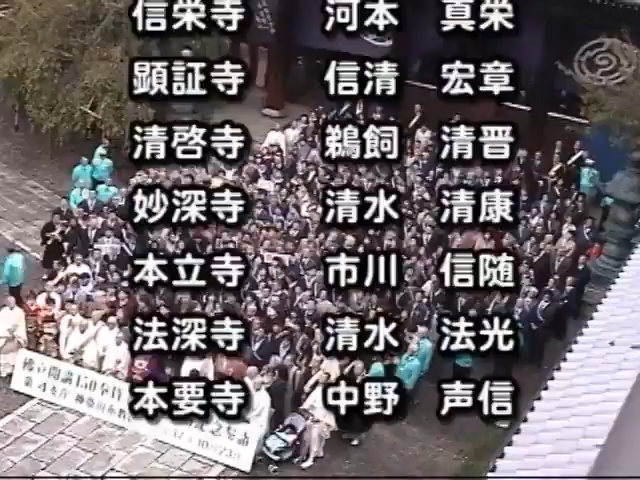 信栄寺 河本 真栄
顕証寺 信清 宏章
清啓寺 鵜飼 清晋
妙深寺 清水 清康
本立寺 市川 信随
法深寺 清水 法光
本要寺 中野 声信